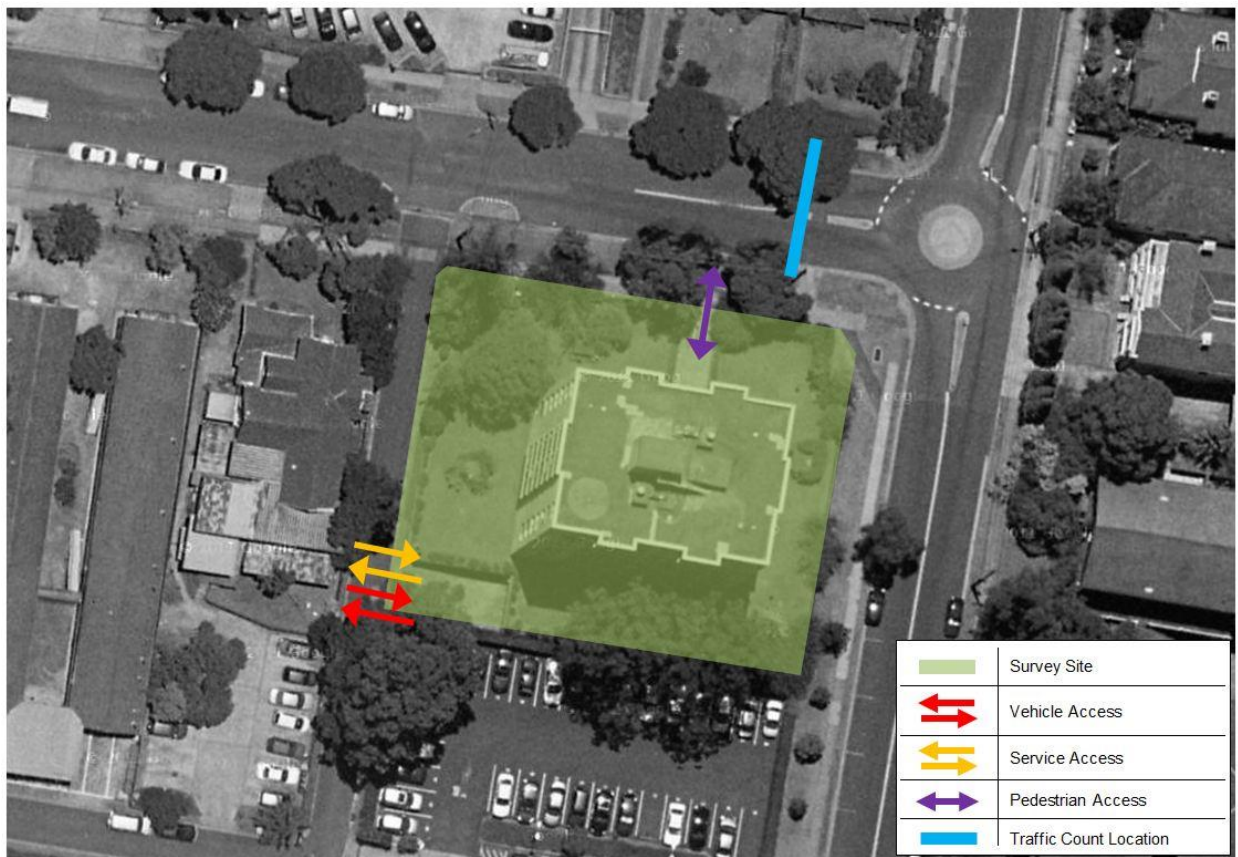 Survey Site
Vehicle Access
Service Access
Pedestrian Access
Traffic Count Location